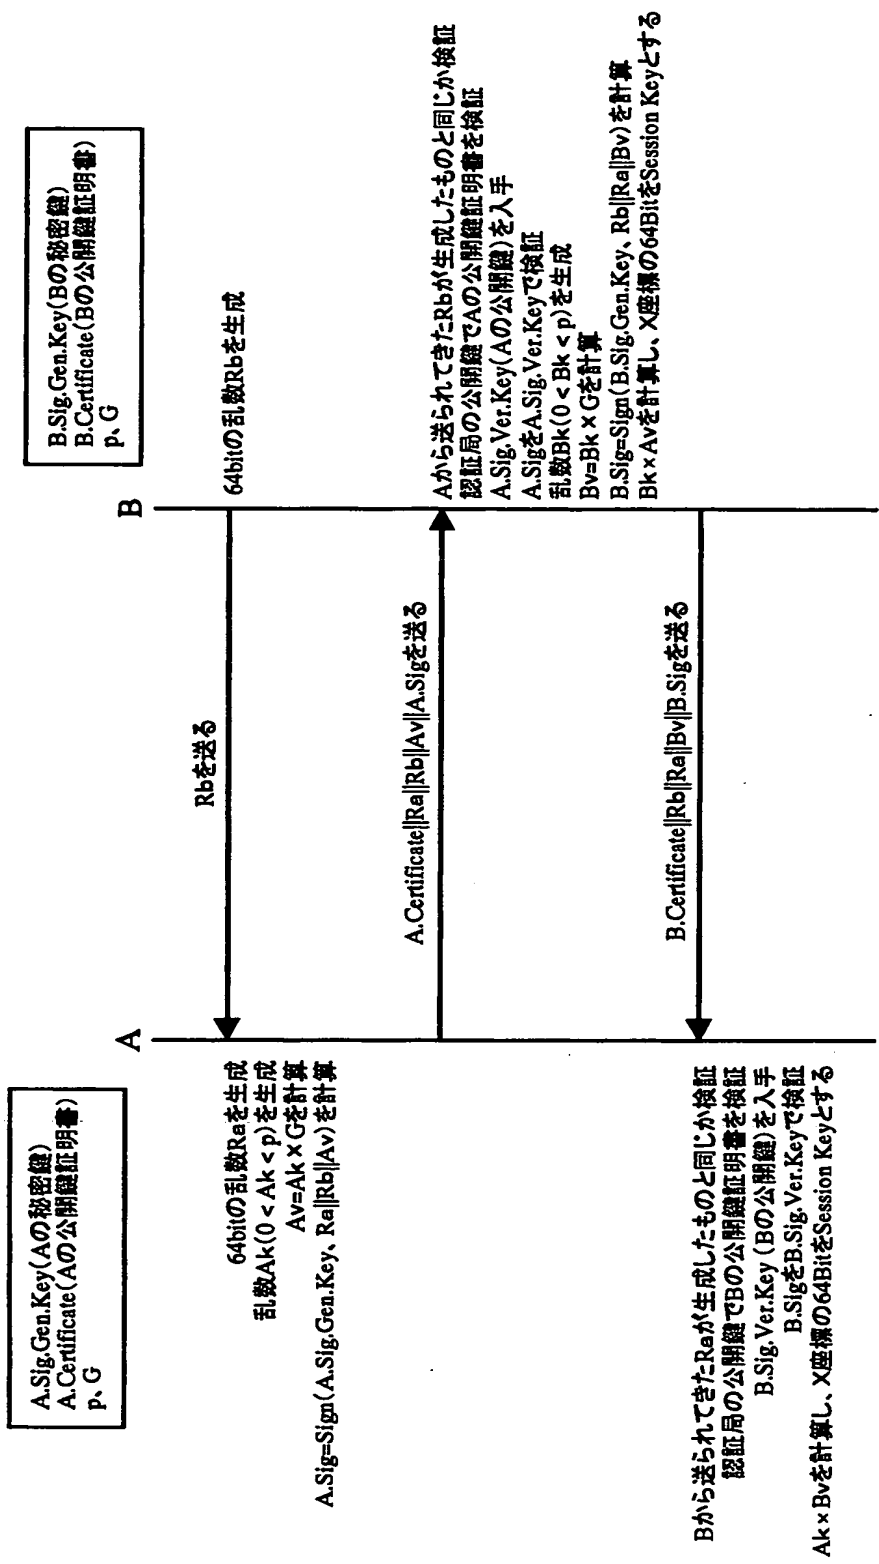 A.Sig.Gen.Key(Aの秘密鍵)
A.Certificate(Aの公開鍵証明書)
p、G
B.Sig.Gen.Key(Bの秘密鍵)
B.Certificate(Bの公開鍵証明書)
p、G
A
B
64bitの乱数Rbを生成
Rbを送る
64bitの乱数Raを生成
乱数Ak(0<Ak<p)を生成
Av=Ak×Gを計算
A.Sig=Sign(A.Sig.Gen.Key、Ra||Rb||Av)を計算
A.Certificate||Ra||Rb||Av||A.Sigを送る
Aから送られてきたRbが生成したものと同じか検証
認証局の公開鍵でAの公開鍵証明書を検証
A.Sig.Ver.Key(Aの公開鍵)を入手
A.SigをA.Sig.Ver.Keyで検証
乱数Bk(0<Bk<p)を生成
Bv=Bk×Gを計算
B.Sig=Sign(B.Sig.Gen.Key、Rb||Ra||Bv)を計算
Bk×Avを計算し、X座標の64BitをSession Keyとする
B.Certificate||Rb||Ra||Bv||B.Sigを送る
Bから送られてきたRaが生成したものと同じか検証
認証局の公開鍵でBの公開鍵証明書を検証
B.Sig.Ver.Key (Bの公開鍵)を入手
B.SigをB.Sig.Ver.Keyで検証
Ak×Bvを計算し、X座標の64BitをSession Keyとする